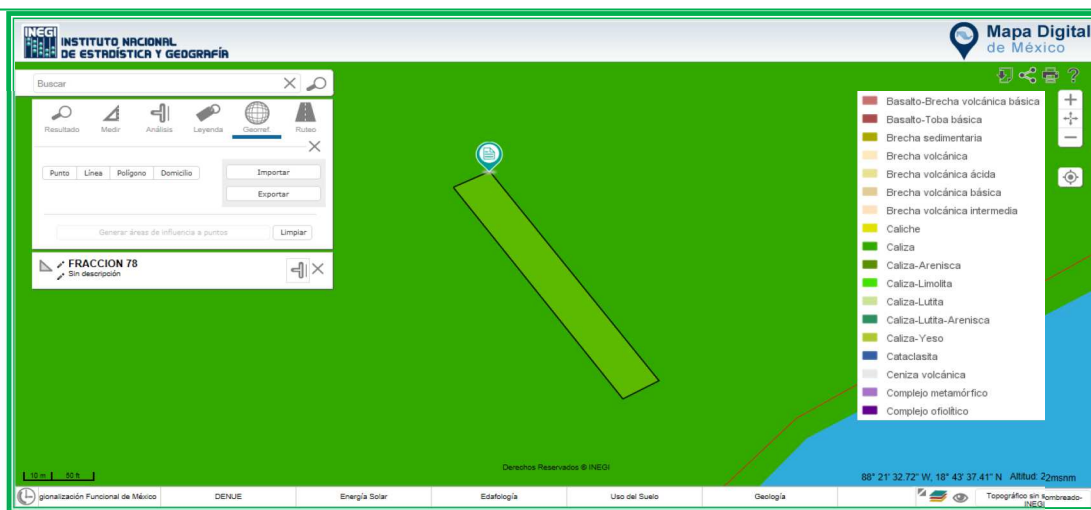 INEGI
INSTITUTO NACIONAL
DE ESTADÍSTICA Y GEOGRAFÍA
Mapa Digital
de México
Buscar
Resultado Medir Análisis Leyenda Georref. Ruteo
Punto Línea Polígono Domicilio
Importar
Exportar
Generar áreas de influencia a puntos
Limpiar
FRACCION 78
Sin descripción
Basalto-Brecha volcánica básica
Basalto-Toba básica
Brecha sedimentaria
Brecha volcánica
Brecha volcánica ácida
Brecha volcánica básica
Brecha volcánica intermedia
Caliche
Caliza
Caliza-Arenisca
Caliza-Limolita
Caliza-Lutita
Caliza-Lutita-Arenisca
Caliza-Yeso
Cataclasita
Ceniza volcánica
Complejo metamórfico
Complejo ofiolítico
10 m 50 ft
Derechos Reservados © INEGI
88° 21' 32.72" W, 18° 43' 37.41" N Altitud: 22msnm
gionalización Funcional de México DENUE Energía Solar Edafología Uso del Suelo Geología
Topográfico sin sombreado-
INEGI